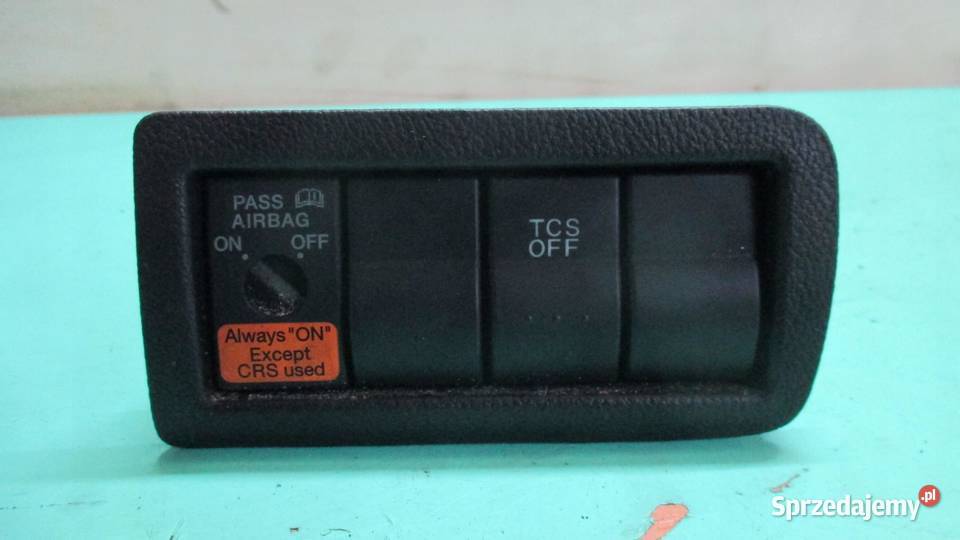 PASS
AIRBAG
ON OFF
Always "ON"
Except
CRS used
TCS
OFF
Sprzedajemy.pl